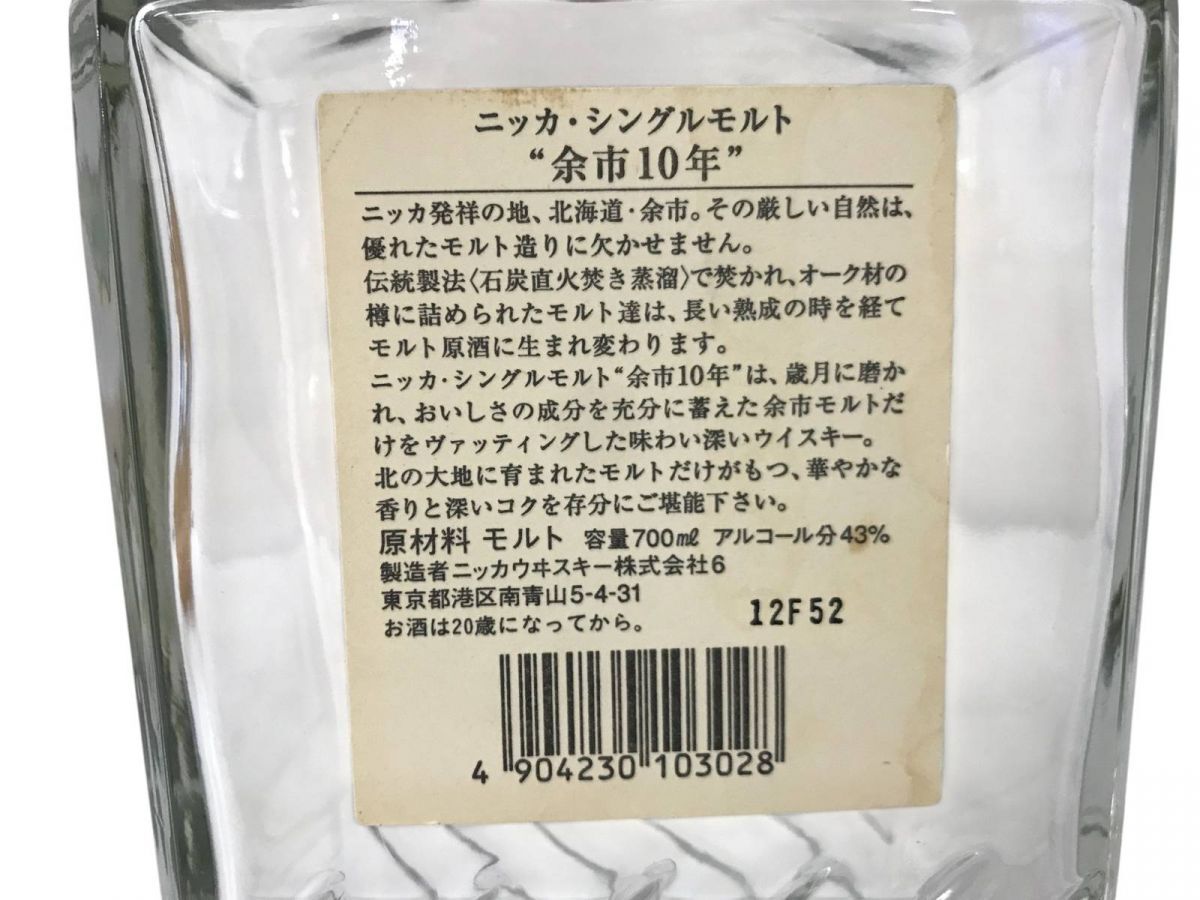 ニッカ・シングルモルト
“余市10年”
ニッカ発祥の地、北海道・余市。その厳しい自然は、
優れたモルト造りに欠かせません。
伝統製法〈石炭直火焚き蒸溜〉で焚かれ、オーク材の
樽に詰められたモルト達は、長い熟成の時を経て
モルト原酒に生まれ変わります。
ニッカ・シングルモルト“余市10年”は、歳月に磨か
れ、おいしさの成分を充分に蓄えた余市モルトだ
けをヴァッティングした味わい深いウイスキー。
北の大地に育まれたモルトだけがもつ、華やかな
香りと深いコクを存分にご堪能下さい。
原材料 モルト 容量700㎖ アルコール分43%
製造者ニッカウヰスキー株式会社6
東京都港区南青山5-4-31
お酒は20歳になってから。
12F52
4 904230 103028